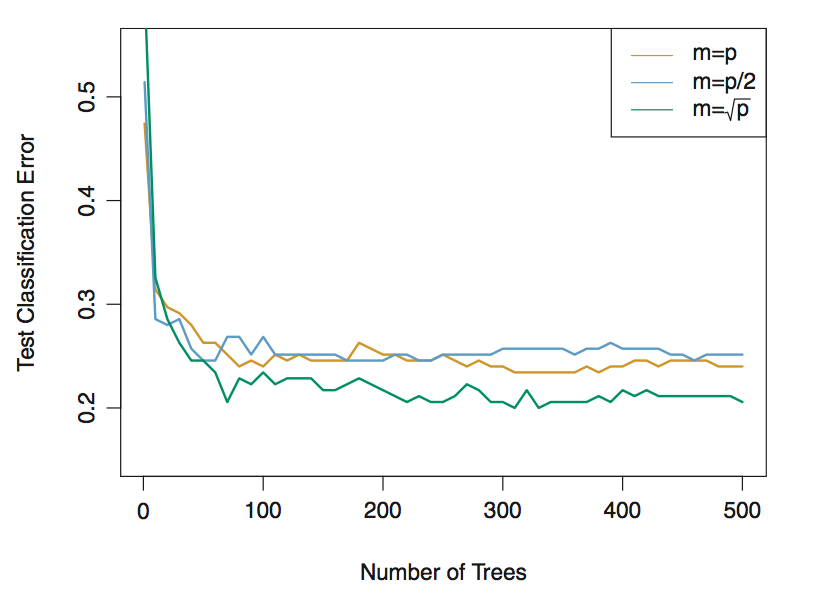 m=p
m=p/2
m=√p
Test Classification Error
0.5
0.4
0.3
0.2
0 100 200 300 400 500
Number of Trees